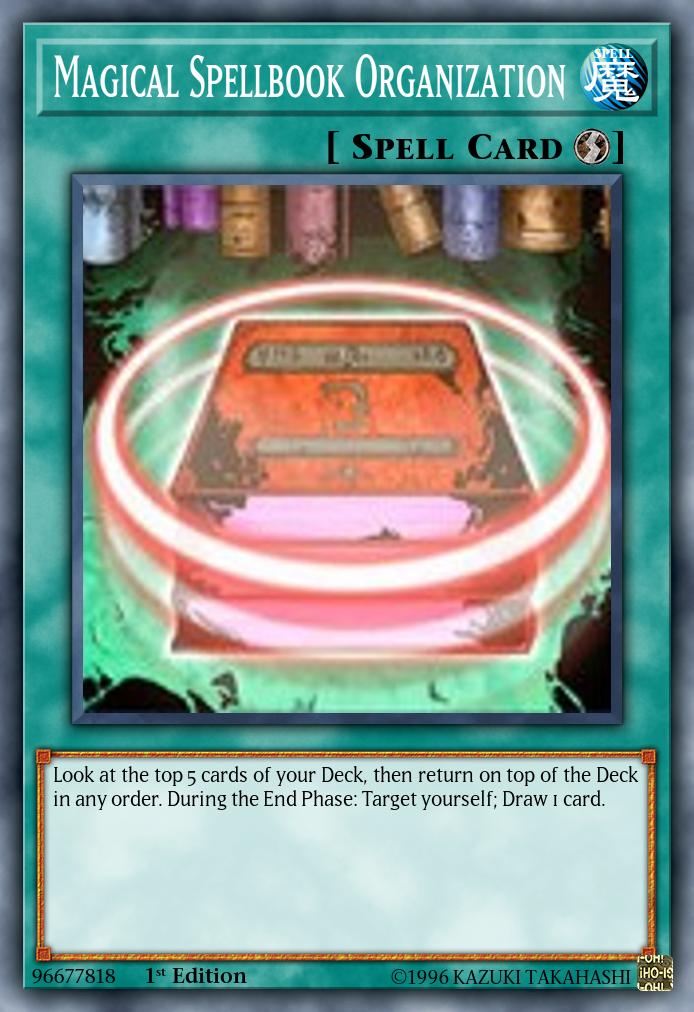 MAGICAL SPELLBOOK ORGANIZATION
SPELL
魔
[ SPELL CARD ]
Look at the top 5 cards of your Deck, then return on top of the Deck
in any order. During the End Phase: Target yourself; Draw 1 card.
96677818 1st Edition ©1996 KAZUKI TAKAHASHI